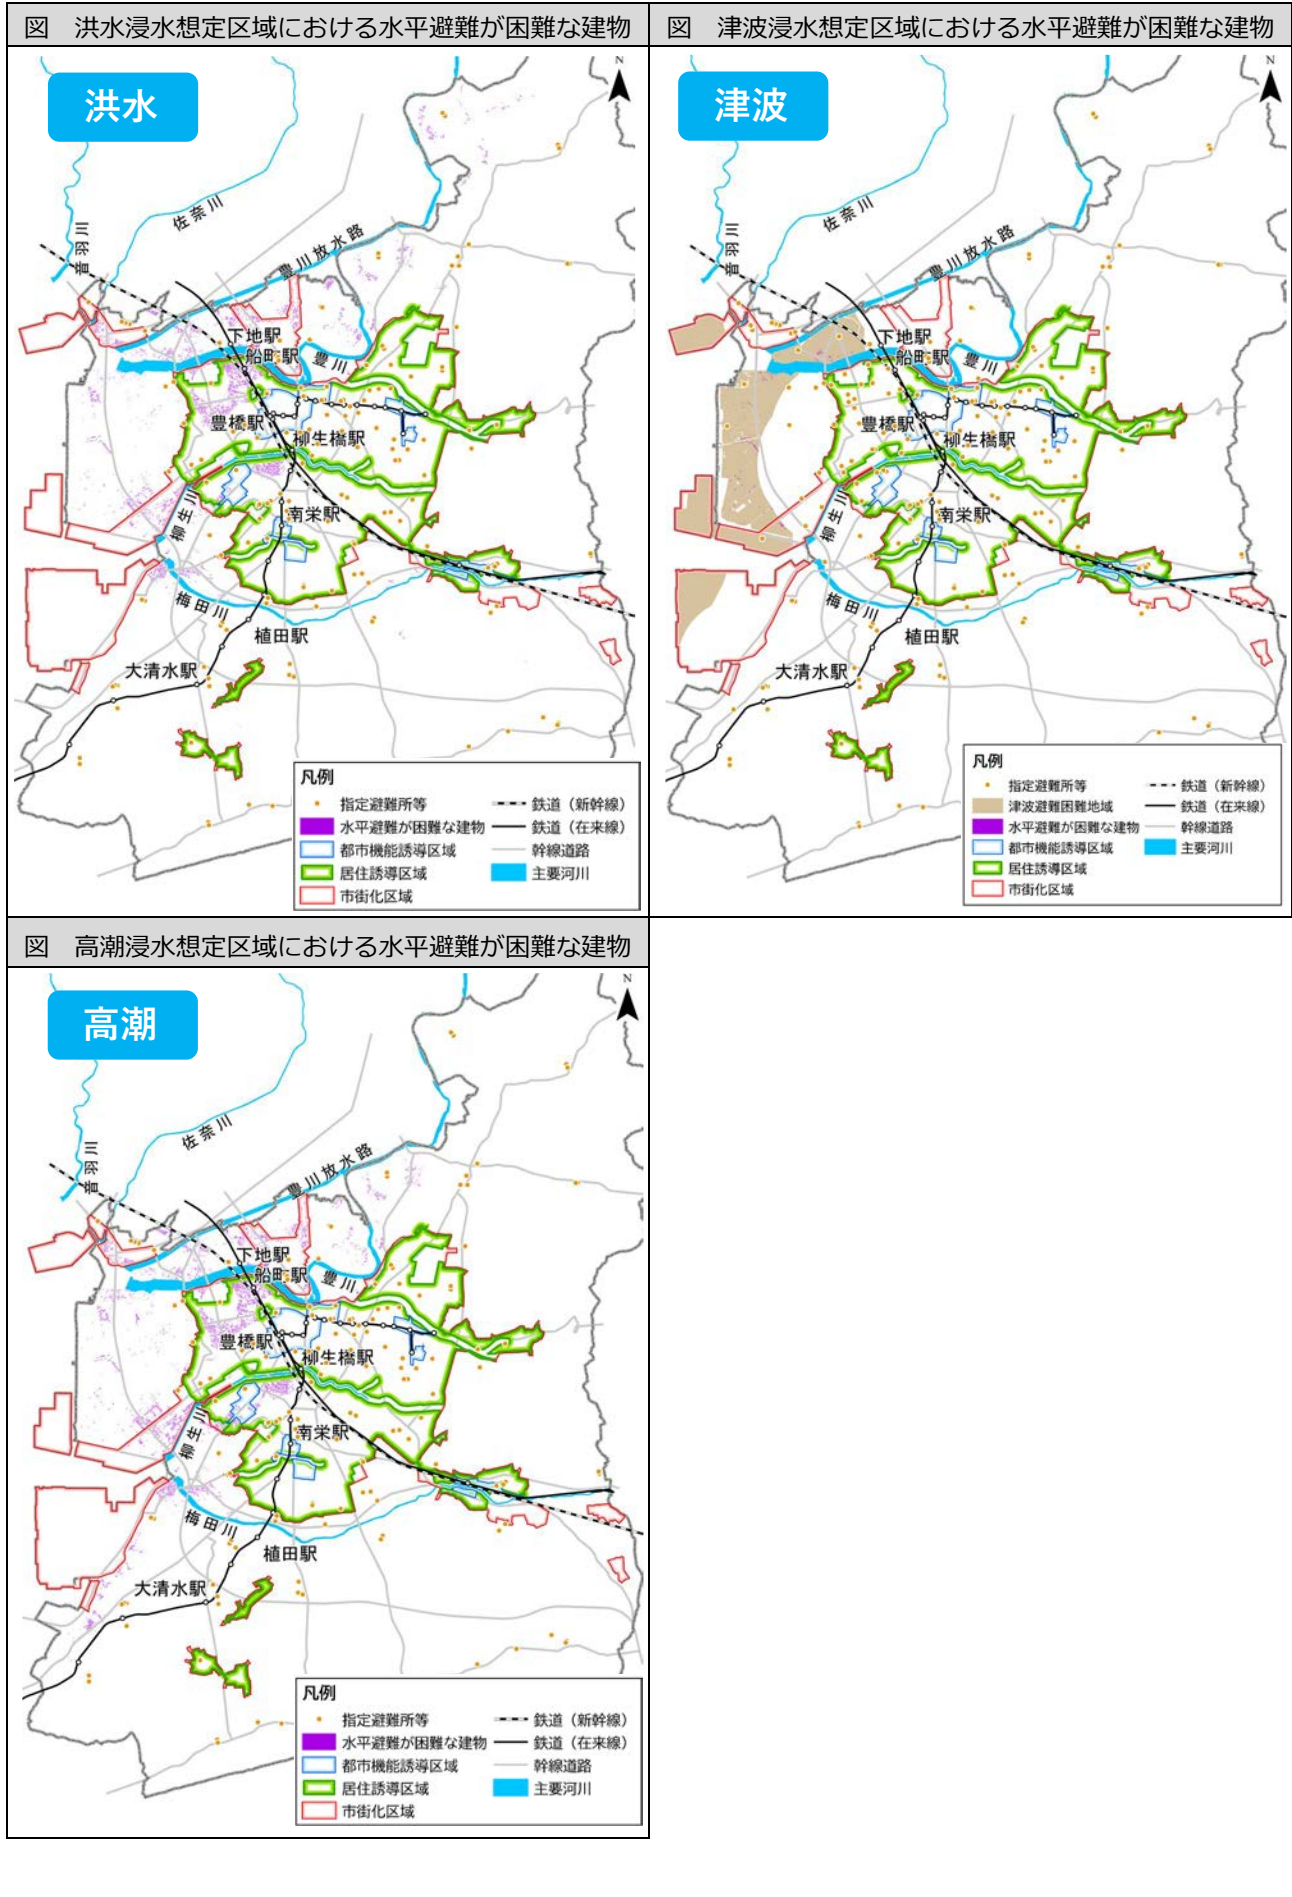 図　洪水浸水想定区域における水平避難が困難な建物
洪水
N
佐奈川
音羽川
豊川放水路
下地駅
船町駅
豊川
豊橋駅
柳生橋駅
柳生川
南栄駅
梅田川
植田駅
大清水駅
凡例
指定避難所等
水平避難が困難な建物
都市機能誘導区域
居住誘導区域
市街化区域
鉄道（新幹線）
鉄道（在来線）
幹線道路
主要河川
図　津波浸水想定区域における水平避難が困難な建物
津波
N
佐奈川
音羽川
豊川放水路
下地駅
船町駅
豊川
豊橋駅
柳生橋駅
柳生川
南栄駅
梅田川
植田駅
大清水駅
凡例
指定避難所等
津波避難困難地域
水平避難が困難な建物
都市機能誘導区域
居住誘導区域
市街化区域
鉄道（新幹線）
鉄道（在来線）
幹線道路
主要河川
図　高潮浸水想定区域における水平避難が困難な建物
高潮
N
佐奈川
音羽川
豊川放水路
下地駅
船町駅
豊川
豊橋駅
柳生橋駅
柳生川
南栄駅
梅田川
植田駅
大清水駅
凡例
指定避難所等
水平避難が困難な建物
都市機能誘導区域
居住誘導区域
市街化区域
鉄道（新幹線）
鉄道（在来線）
幹線道路
主要河川